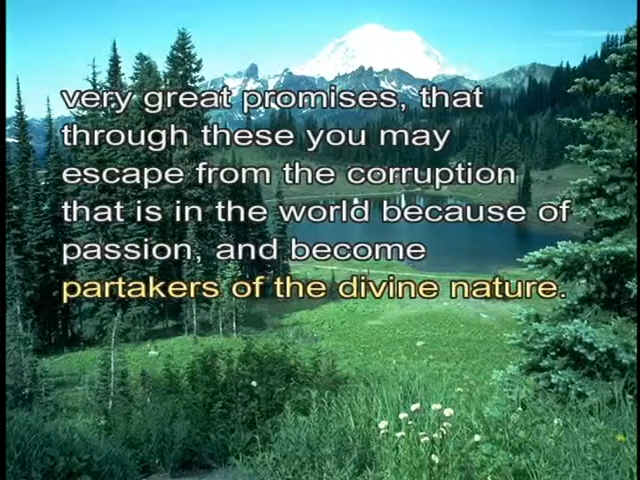 very great promises, that
through these you may
escape from the corruption
that is in the world because of
passion, and become
partakers of the divine nature.